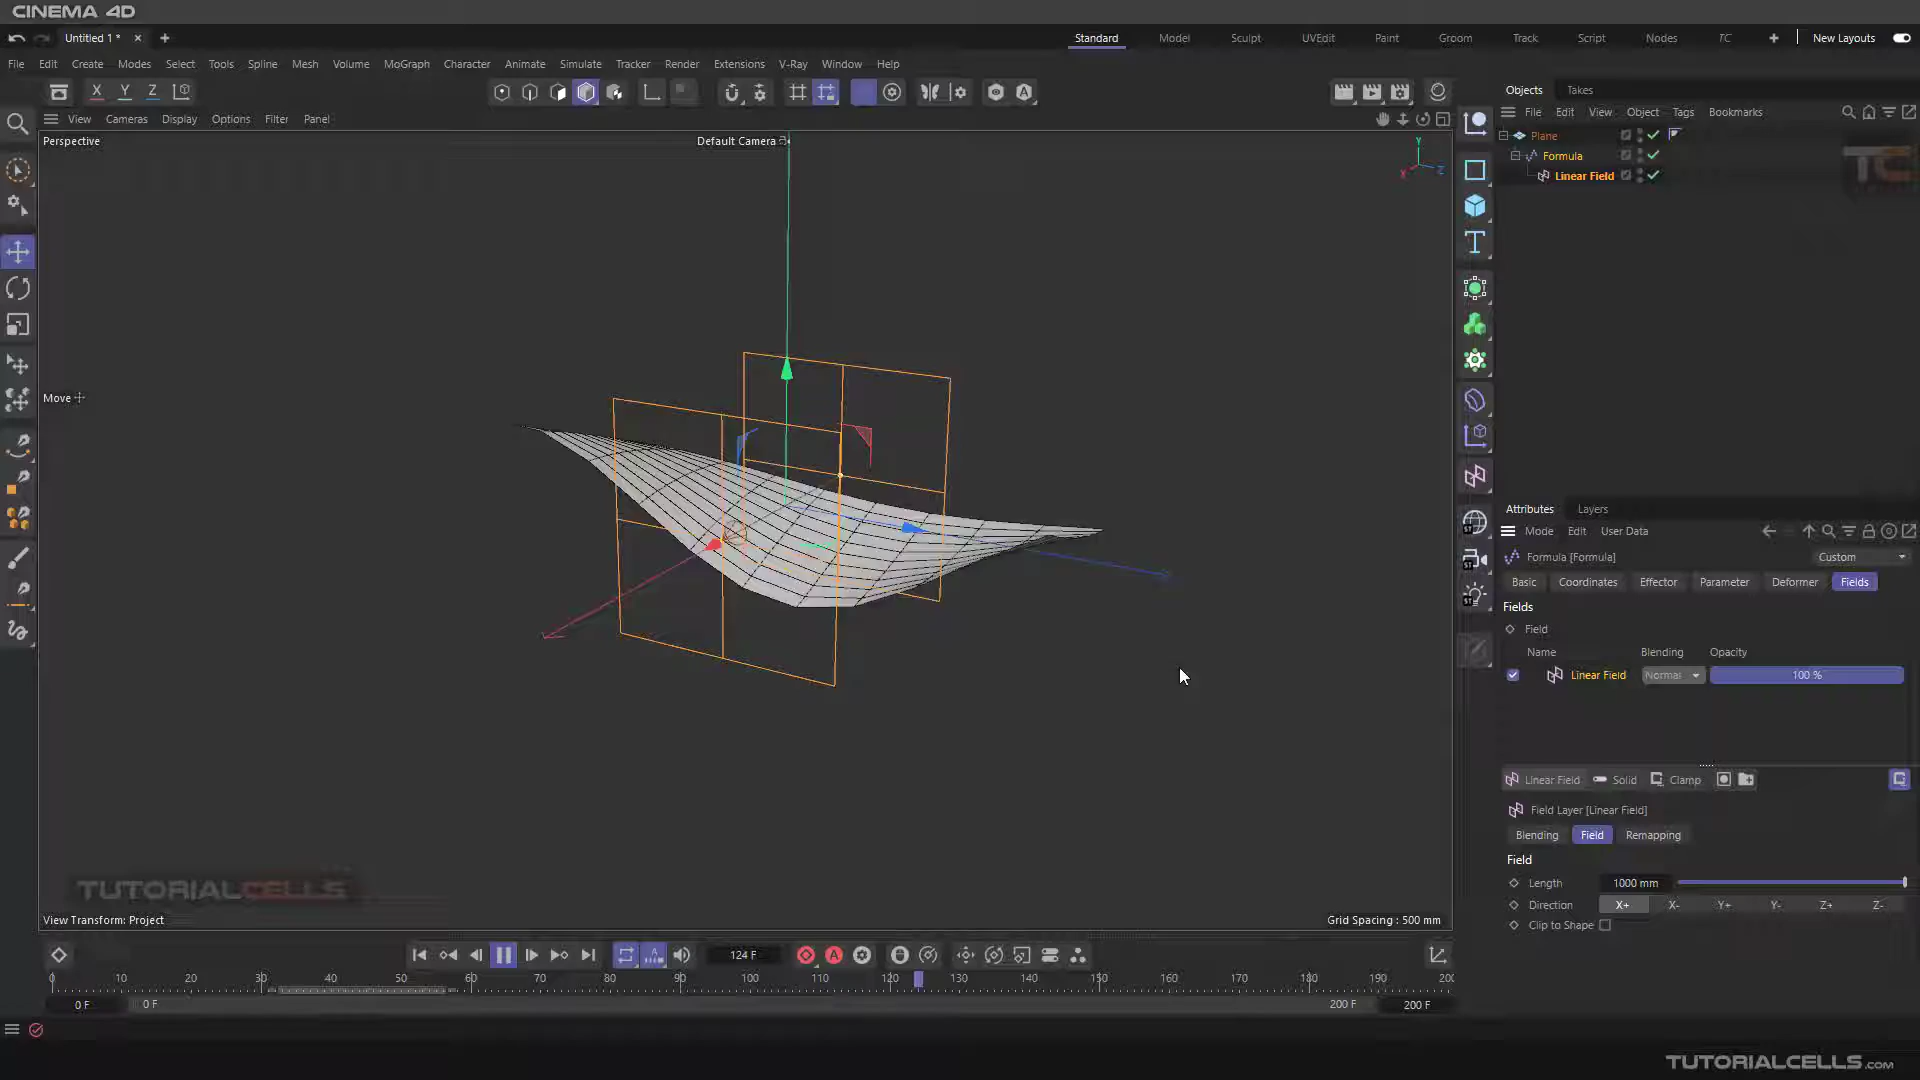 CINEMA 4D
Untitled 1 *
Standard Model Sculpt UVEdit Paint Groom Track Script Nodes TC New Layouts
File Edit Create Modes Select Tools Spline Mesh Volume MoGraph Character Animate Simulate Tracker Render Extensions V-Ray Window Help
X Y Z
Objects Takes
View Cameras Display Options Filter Panel
File Edit View Object Tags Bookmarks
Perspective
Default Camera
Y
X
Z
Plane
Formula
Linear Field
TC
Move
Attributes Layers
Mode Edit User Data
Formula [Formula] Custom
Basic Coordinates Effector Parameter Deformer Fields
Fields
Field
Name Blending Opacity
Linear Field Normal 100 %
Linear Field Solid Clamp
Field Layer [Linear Field]
Blending Field Remapping
Field
Length 1000 mm
Direction X+ X- Y+ Y- Z+ Z-
Clip to Shape
TUTORIALCELLS
View Transform: Project
Grid Spacing : 500 mm
124 F
0 10 20 30 40 50 60 70 80 90 100 110 120 130 140 150 160 170 180 190 200
0 F 0 F 200 F 200 F
TUTORIALCELLS.COM